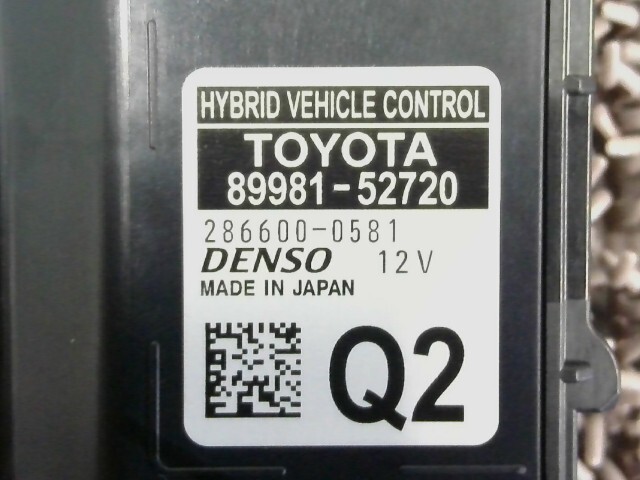 HYBRID VEHICLE CONTROL
TOYOTA
89981-52720
286600-0581
DENSO 12V
MADE IN JAPAN
Q2